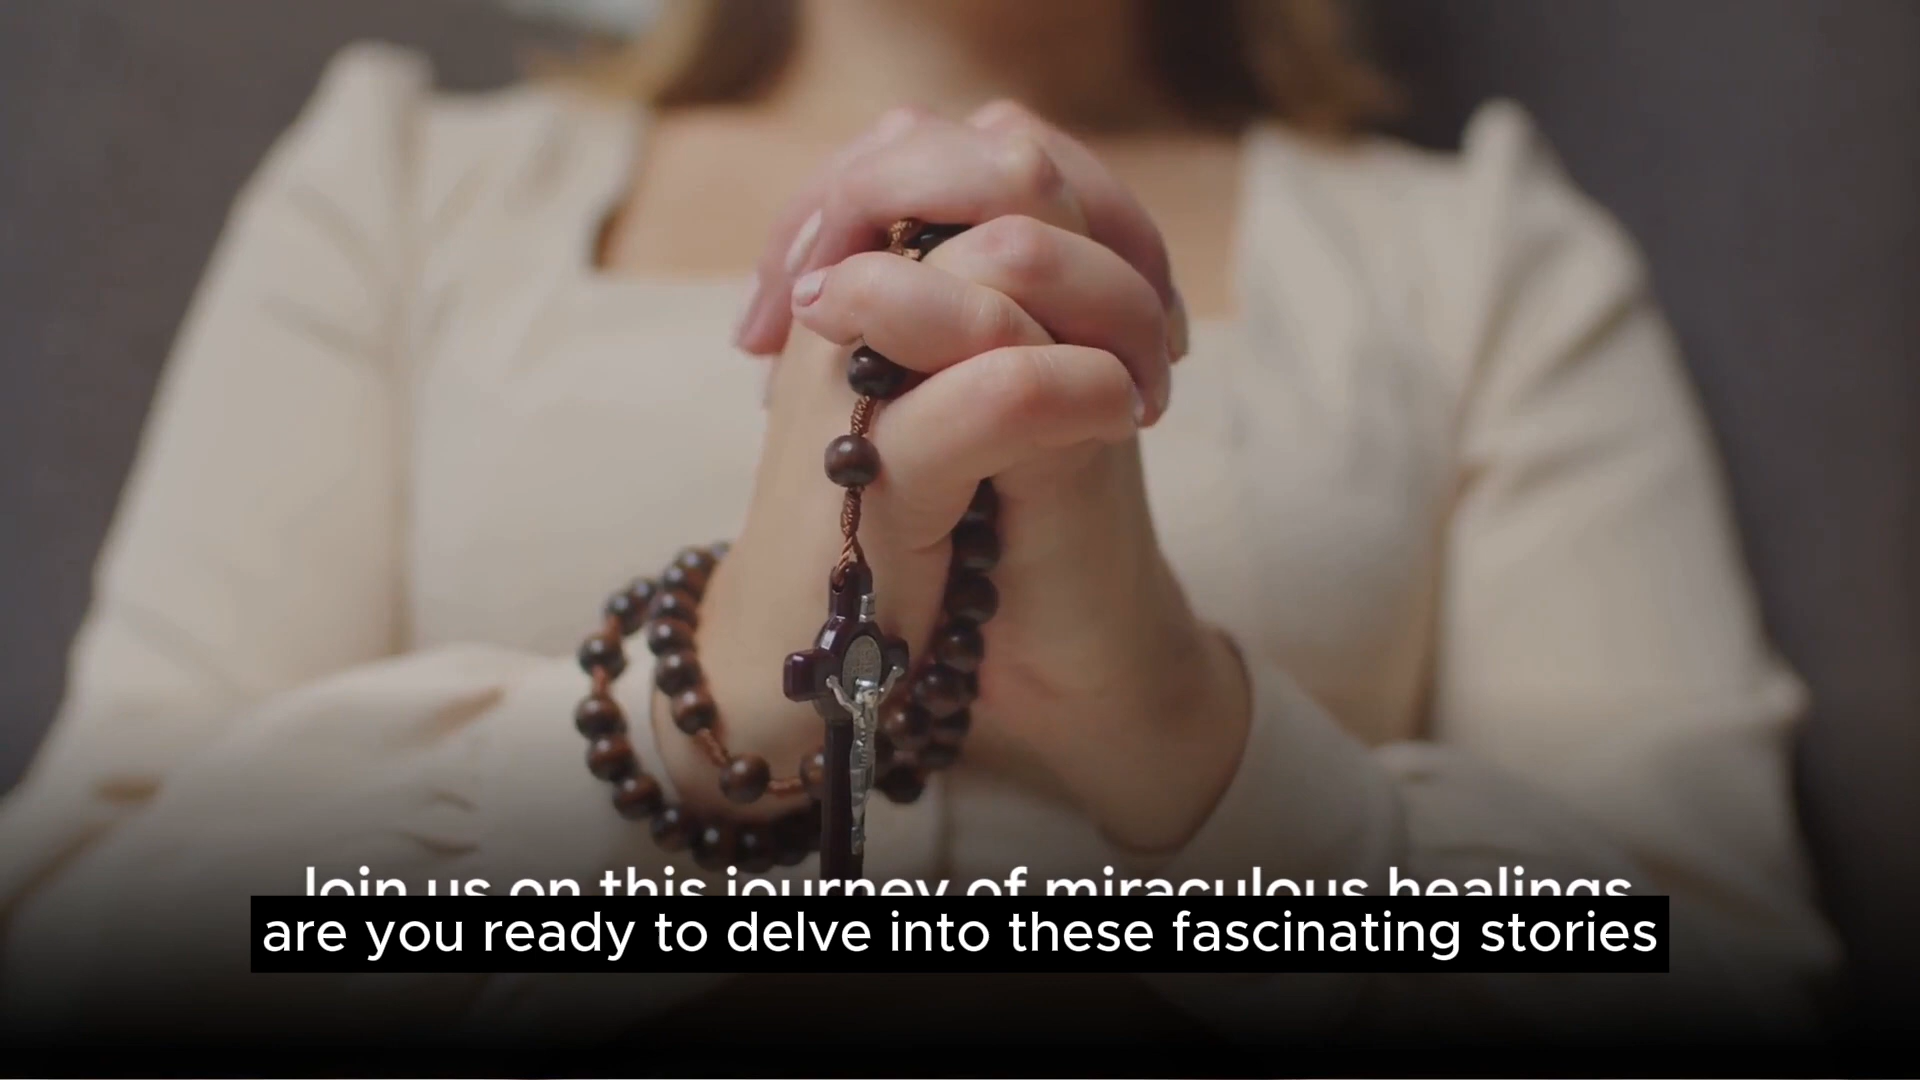 Join us on this journey of miraculous healings
are you ready to delve into these fascinating stories